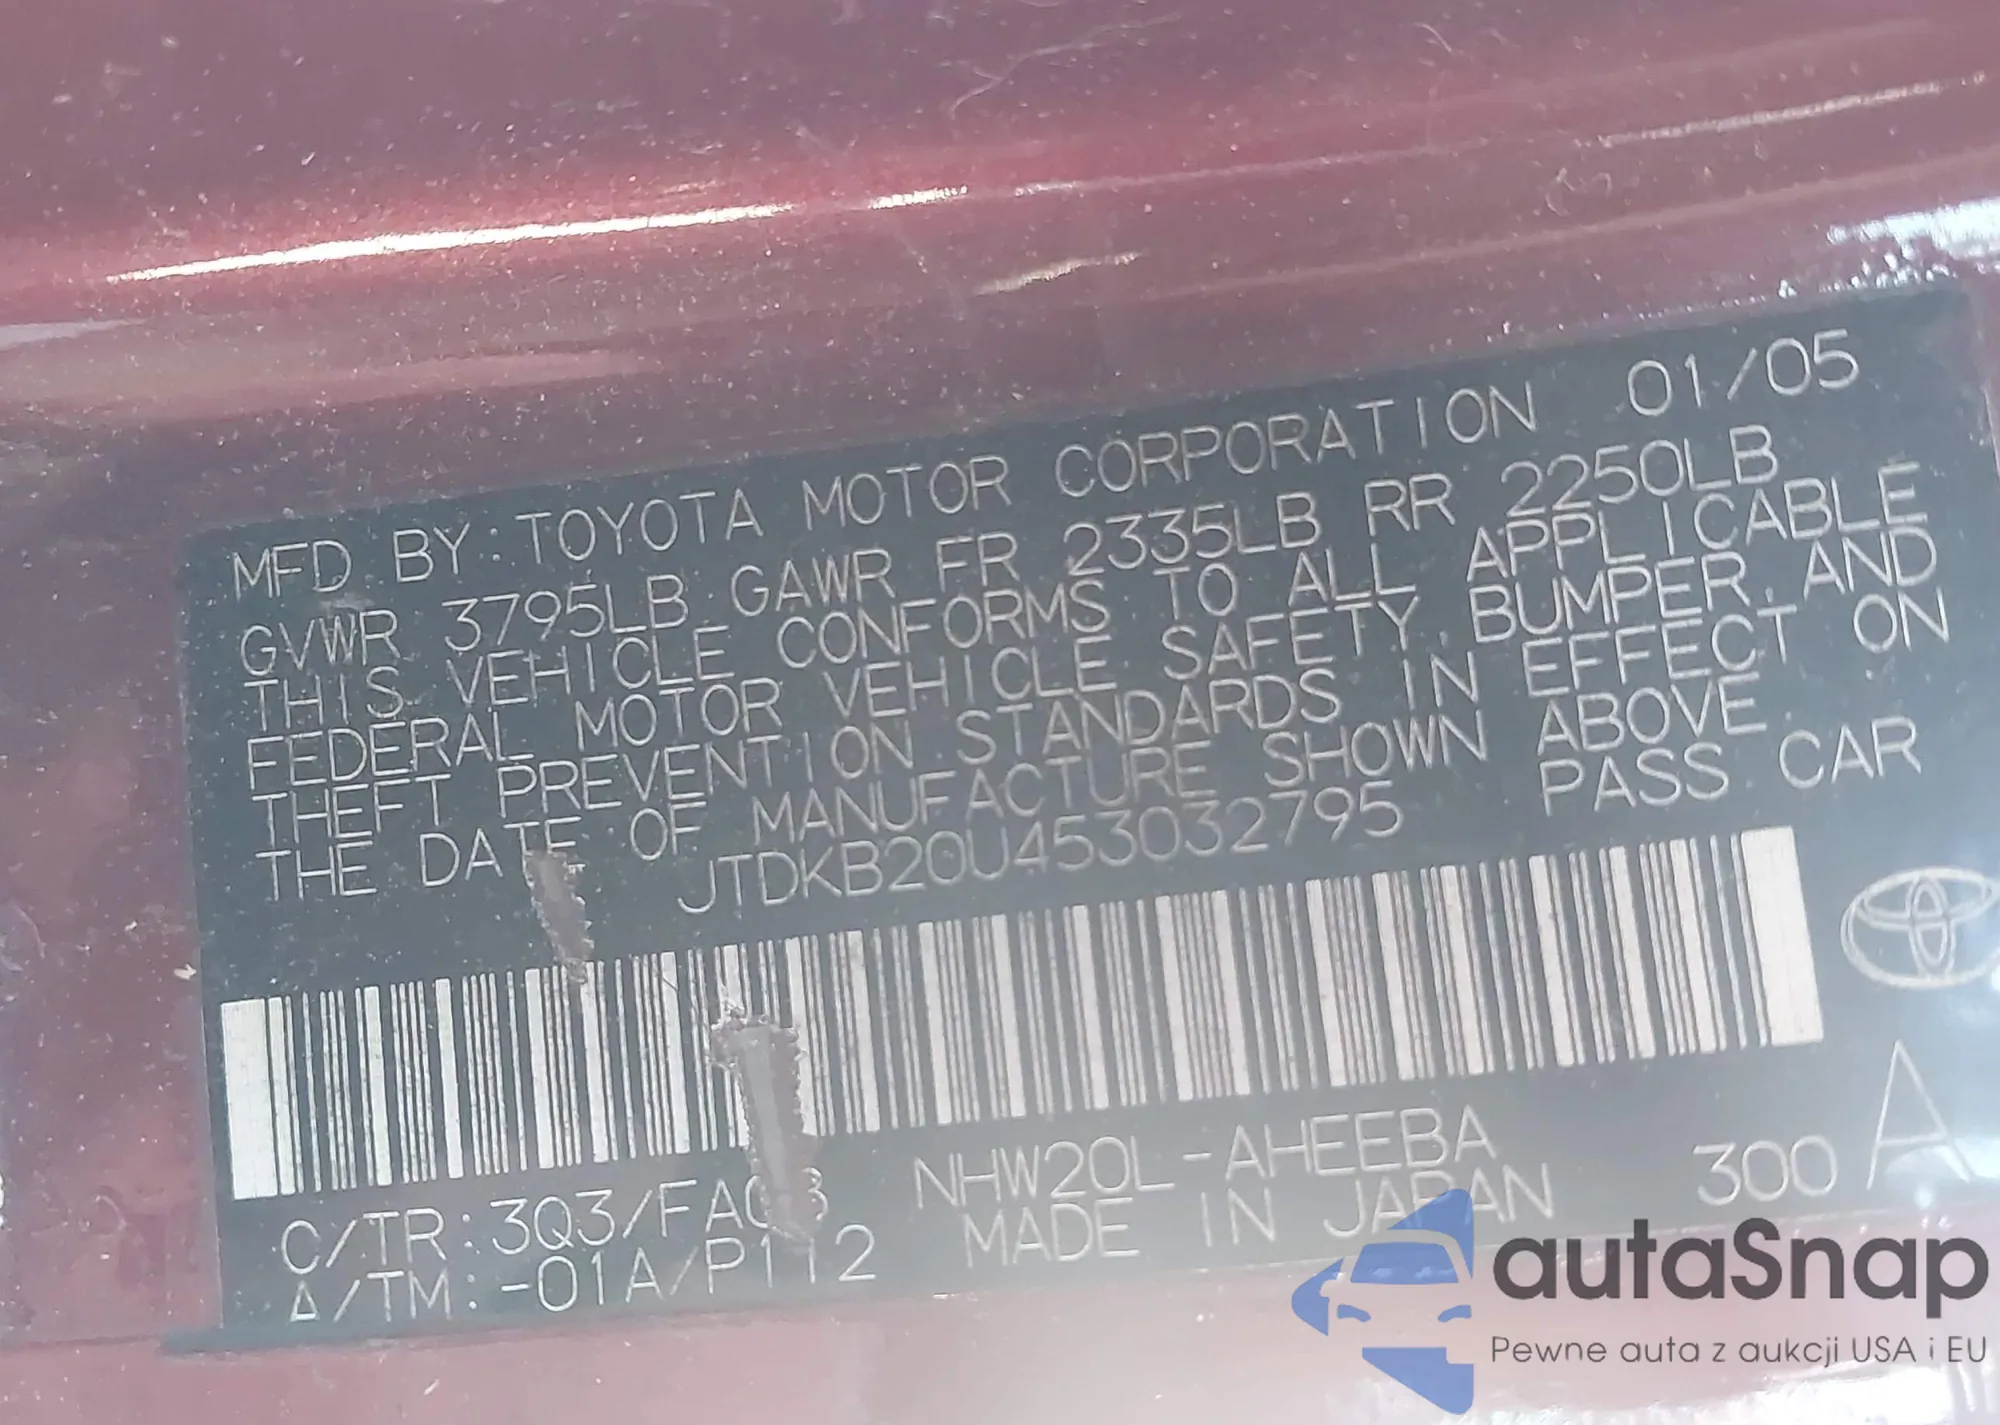 MFD. BY: TOYOTA MOTOR CORPORATION 01/05
GVWR 3795LB GAWR FR 2335LB RR 2250LB
THIS VEHICLE CONFORMS TO ALL APPLICABLE
FEDERAL MOTOR VEHICLE SAFETY, BUMPER, AND
THEFT PREVENTION STANDARDS IN EFFECT ON
THE DATE OF MANUFACTURE SHOWN ABOVE.
JTDKB20U453032795 PASS CAR
C/TR: 3Q3/ NHW20L-AHEEBA
A/TM: -01A/P112 MADE IN JAPAN 300 A
autaSnap
Pewne auta z aukcji USA i EU